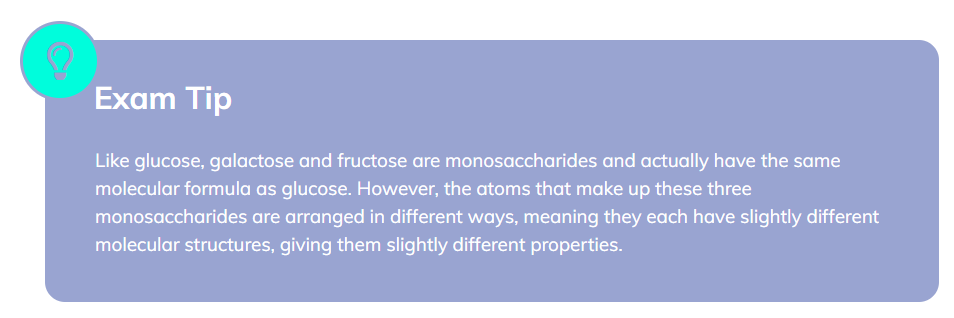 Exam Tip
Like glucose, galactose and fructose are monosaccharides and actually have the same
molecular formula as glucose. However, the atoms that make up these three
monosaccharides are arranged in different ways, meaning they each have slightly different
molecular structures, giving them slightly different properties.